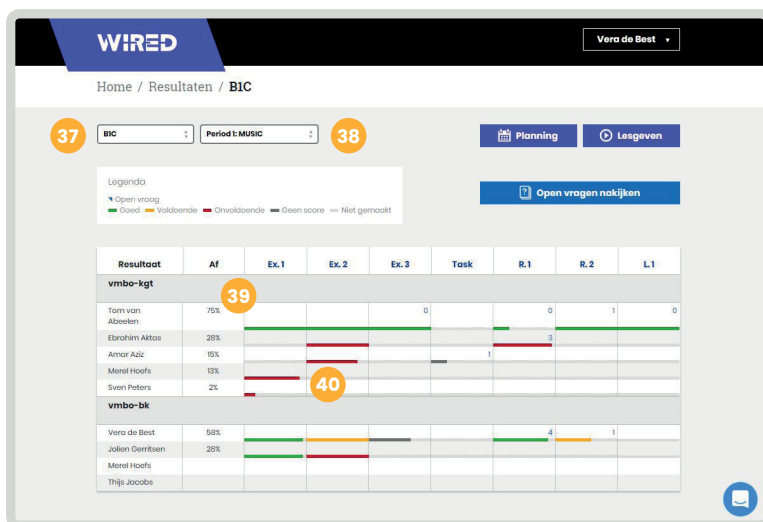 WIRED
Vera de Best
Home / Resultaten / B1C
37
B1C
Period 1: MUSIC
38
Planning
Lesgeven
Legenda
Open vraag
Goed Voldoende Onvoldoende Geen score Niet gemaakt
Open vragen nakijken
Resultaat Af Ex. 1 Ex. 2 Ex. 3 Task R.1 R.2 L.1
vmbo-kgt
39
Tom van 75% 0 0 1 0
Abeelen
Ebrahim Aktas 28% 3
Amar Aziz 15% 1
Merel Hoefs 13%
40
Sven Peters 2%
vmbo-bk
Vera de Best 58% 4 1
Jolien Gerritsen 28%
Merel Hoefs
Thijs Jacobs